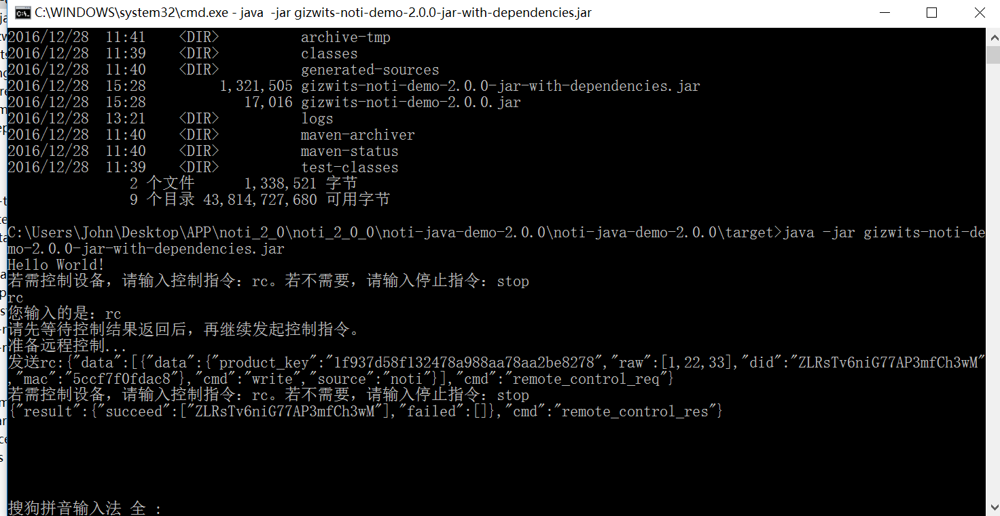 C:\WINDOWS\system32\cmd.exe - java  -jar gizwits-noti-demo-2.0.0-jar-with-dependencies.jar
2016/12/28  11:41    <DIR>          archive-tmp
2016/12/28  11:39    <DIR>          classes
2016/12/28  11:40    <DIR>          generated-sources
2016/12/28  15:28         1,321,505 gizwits-noti-demo-2.0.0-jar-with-dependencies.jar
2016/12/28  15:28            17,016 gizwits-noti-demo-2.0.0.jar
2016/12/28  13:21    <DIR>          logs
2016/12/28  11:40    <DIR>          maven-archiver
2016/12/28  11:40    <DIR>          maven-status
2016/12/28  11:39    <DIR>          test-classes
2 个文件      1,338,521 字节
9 个目录 43,814,727,680 可用字节
C:\Users\John\Desktop\APP\noti_2_0\noti_2_0_0\noti-java-demo-2.0.0\noti-java-demo-2.0.0\target>java -jar gizwits-noti-de
mo-2.0.0-jar-with-dependencies.jar
Hello World!
若需控制设备，请输入控制指令：rc。若不需要，请输入停止指令：stop
rc
您输入的是：rc
请先等待控制结果返回后，再继续发起控制指令。
准备远程控制...
发送rc:{"data":[{"data":{"product_key":"1f937d58f132478a988aa78aa2be8278","raw":[1,22,33],"did":"ZLRsTv6niG77AP3mfCh3wM"
,"mac":"5ccf7f0fdac8"},"cmd":"write","source":"noti"}],"cmd":"remote_control_req"}
若需控制设备，请输入控制指令：rc。若不需要，请输入停止指令：stop
{"result":{"succeed":["ZLRsTv6niG77AP3mfCh3wM"],"failed":[]},"cmd":"remote_control_res"}
搜狗拼音输入法 全 :